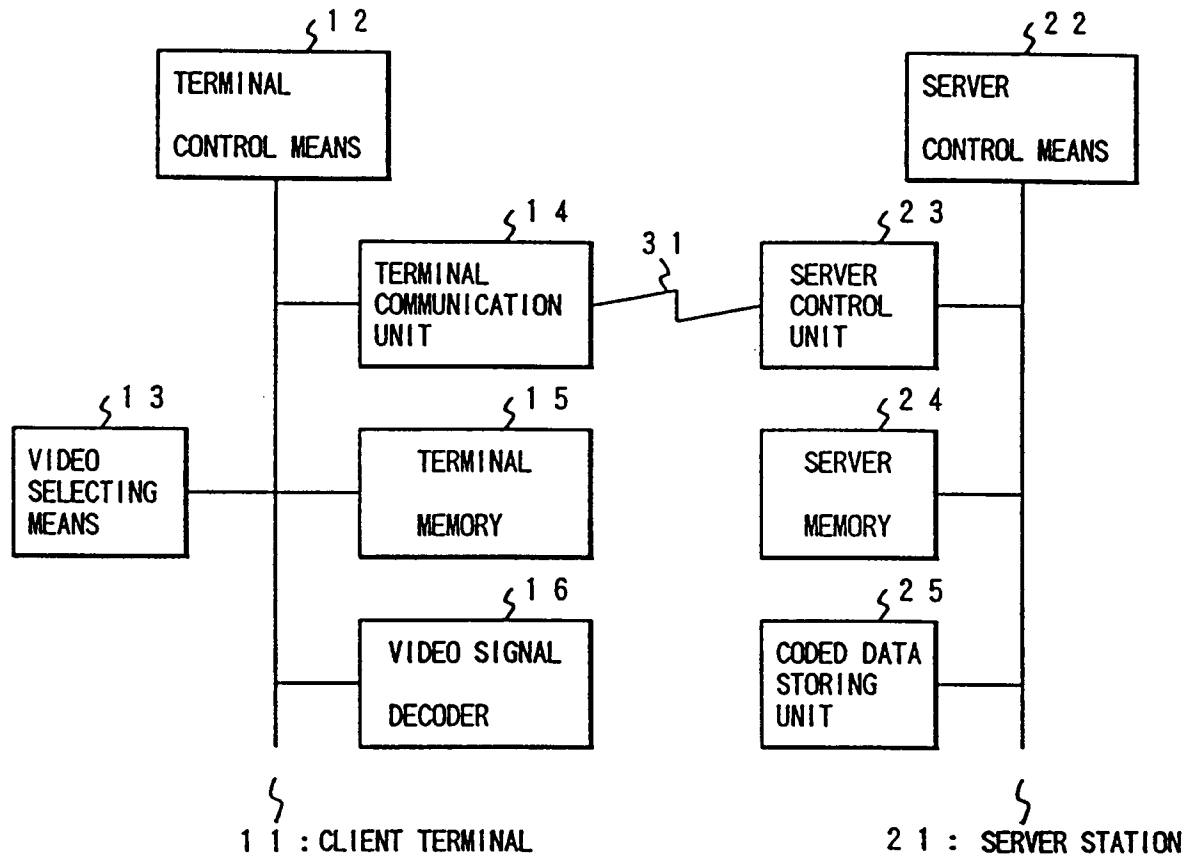 12
TERMINAL
CONTROL MEANS
22
SERVER
CONTROL MEANS
14
TERMINAL
COMMUNICATION
UNIT
31
23
SERVER
CONTROL
UNIT
13
VIDEO
SELECTING
MEANS
15
TERMINAL
MEMORY
24
SERVER
MEMORY
16
VIDEO SIGNAL
DECODER
25
CODED DATA
STORING
UNIT
11 : CLIENT TERMINAL
21 : SERVER STATION